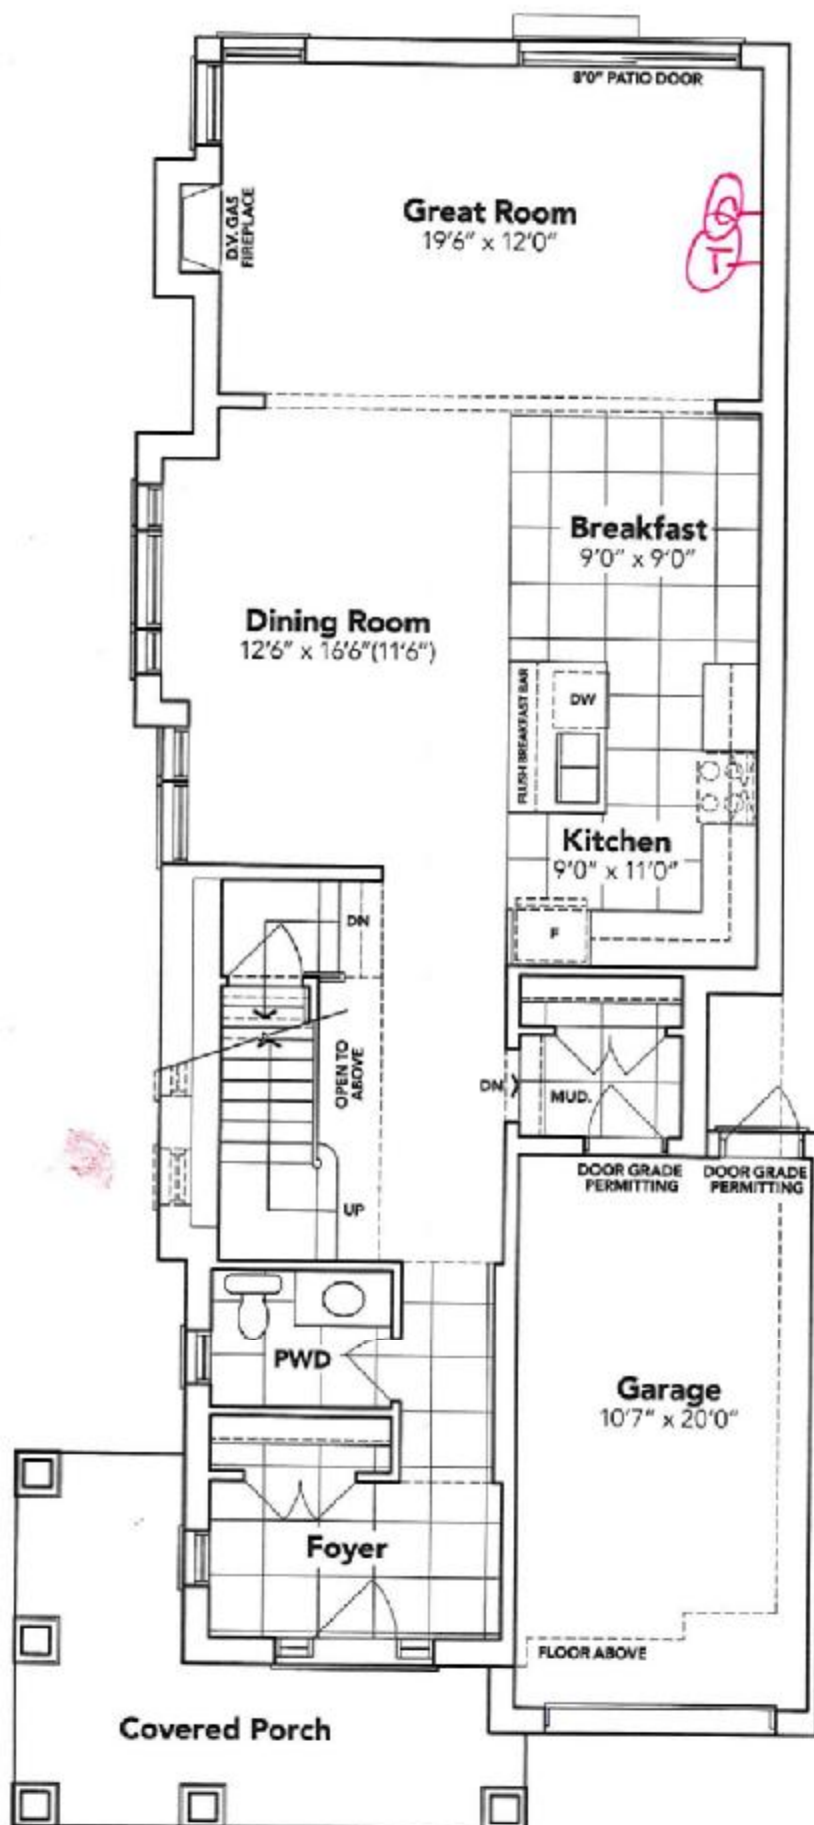 8'0" PATIO DOOR
D.V. GAS
FIREPLACE
Great Room
19'6" x 12'0"
C
T
Breakfast
9'0" x 9'0"
Dining Room
12'6" x 16'6"(11'6")
FLUSH BREAKFAST BAR
DW
Kitchen
9'0" x 11'0"
F
DN
OPEN TO
ABOVE
DN
MUD.
UP
DOOR GRADE
PERMITTING
DOOR GRADE
PERMITTING
PWD
Garage
10'7" x 20'0"
Foyer
FLOOR ABOVE
Covered Porch